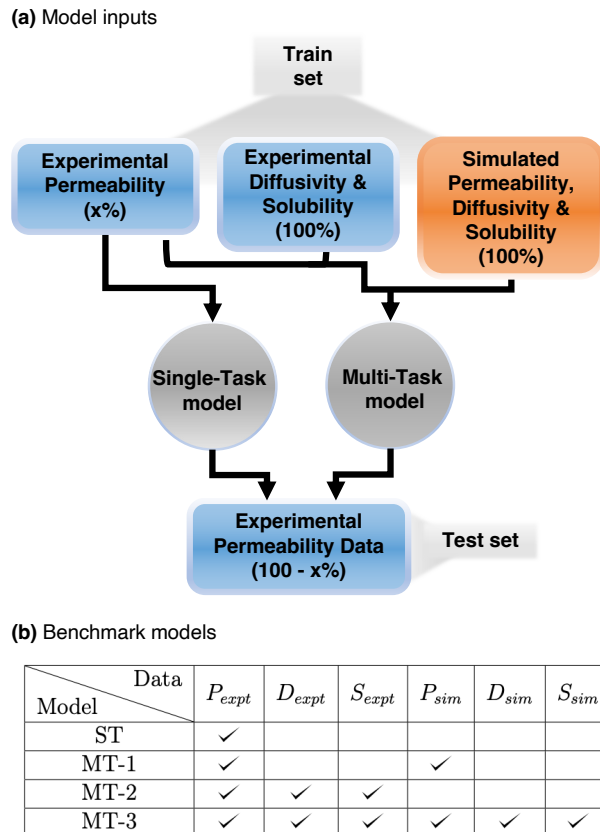 (a) Model inputs
Train
set
Experimental
Permeability
(x%)
Experimental
Diffusivity &
Solubility
(100%)
Simulated
Permeability,
Diffusivity &
Solubility
(100%)
Single-Task
model
Multi-Task
model
Experimental
Permeability Data
(100 - x%)
Test set
(b) Benchmark models
Data
Model
P_expt D_expt S_expt P_sim D_sim S_sim
ST ✓
MT-1 ✓ ✓
MT-2 ✓ ✓ ✓
MT-3 ✓ ✓ ✓ ✓ ✓ ✓